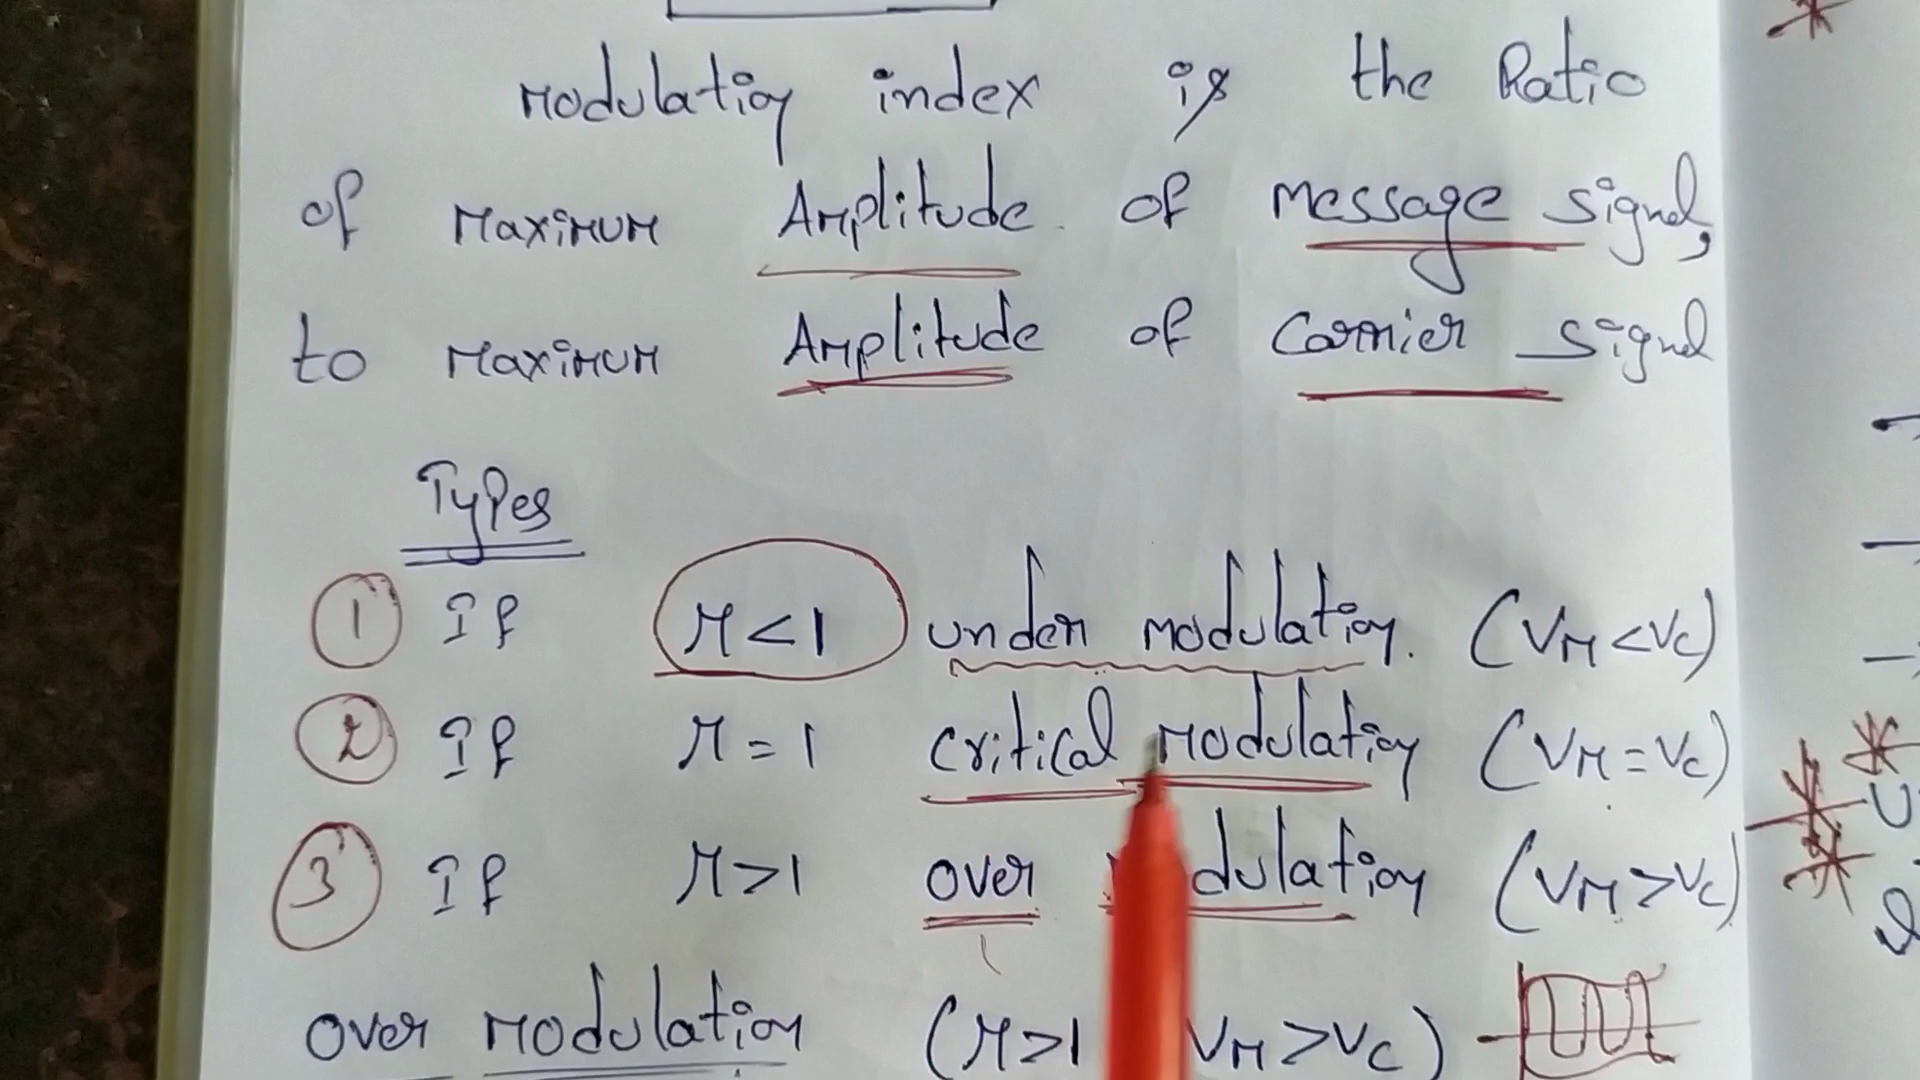 Modulation index is the Ratio
of Maximum Amplitude of message signal,
to Maximum Amplitude of Carrier signal
Types
1 If M<1 under modulation. (VM<VC)
2 If M=1 critical Modulation (VM=VC)
3 If M>1 over dulation (VM>VC)
over Modulation (M>1 VM>VC)